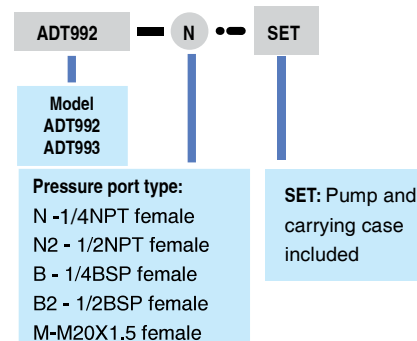 ADT992 — N - SET
Model
ADT992
ADT993
Pressure port type:
N -1/4NPT female
N2 - 1/2NPT female
B - 1/4BSP female
B2 - 1/2BSP female
M-M20X1.5 female
SET: Pump and
carrying case
included